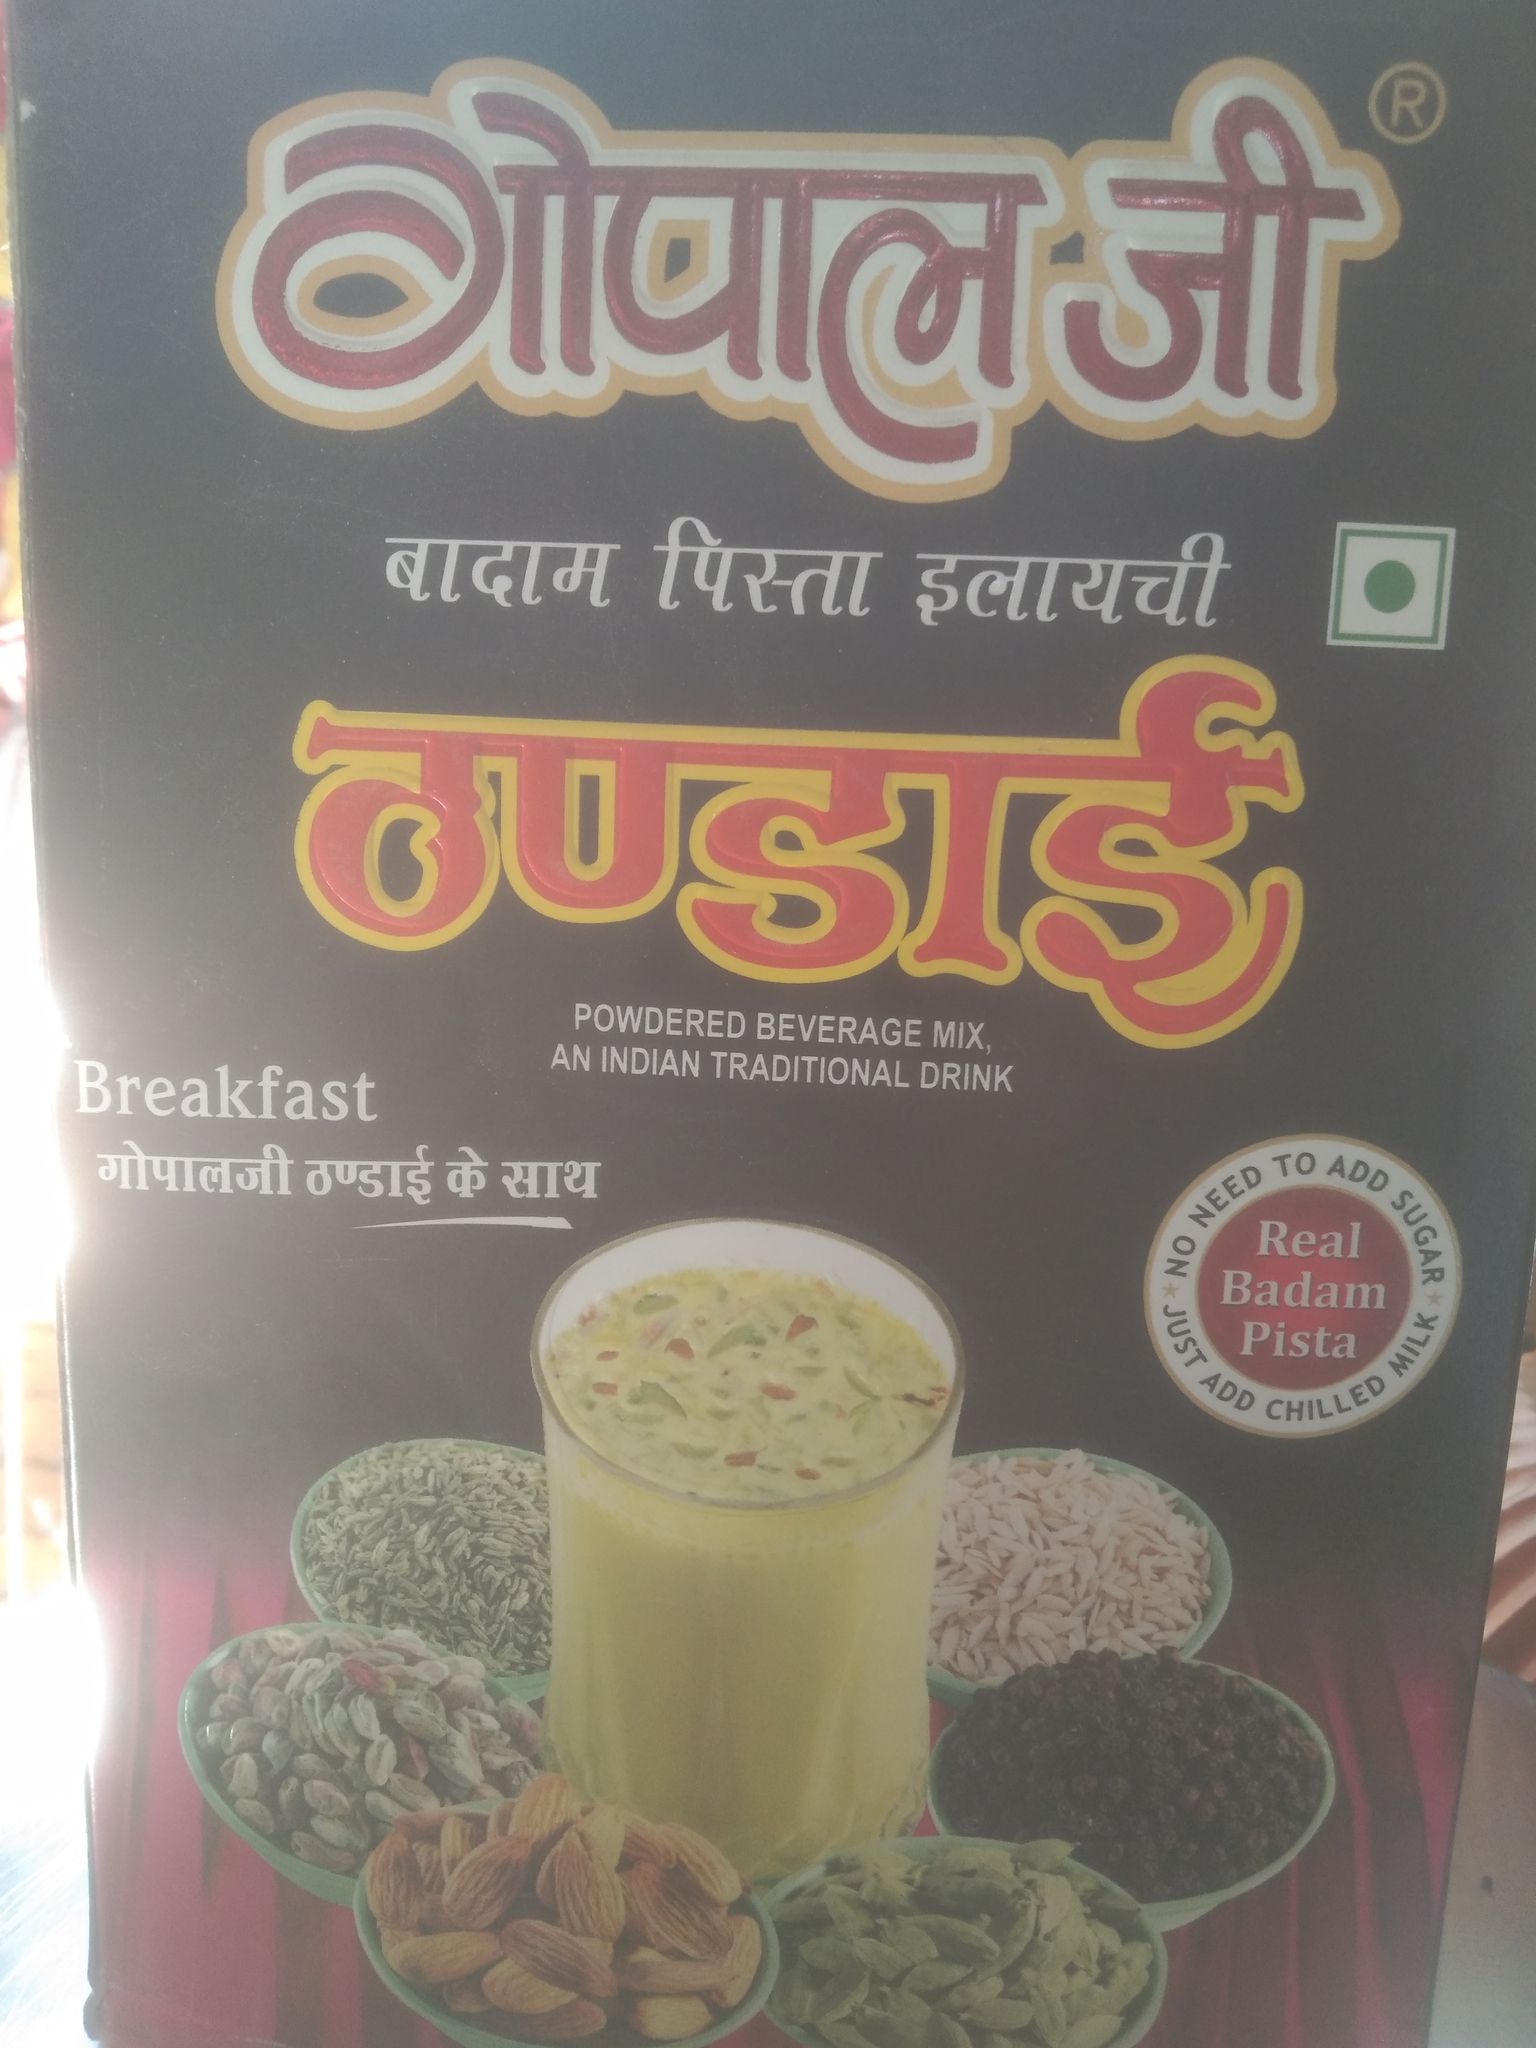 गोपाल जी ®
बादाम पिस्ता इलायची
ठण्डाई
POWDERED BEVERAGE MIX,
AN INDIAN TRADITIONAL DRINK
Breakfast
गोपालजी ठण्डाई के साथ
NO NEED TO ADD SUGAR
Real
Badam
Pista
JUST ADD CHILLED MILK